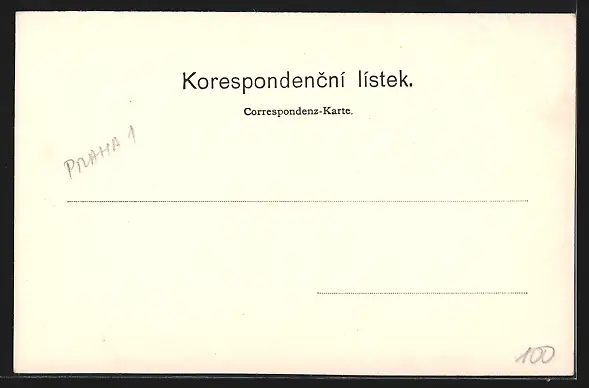 Korespondenční lístek.
Correspondenz-Karte.
PRAHA 1
100